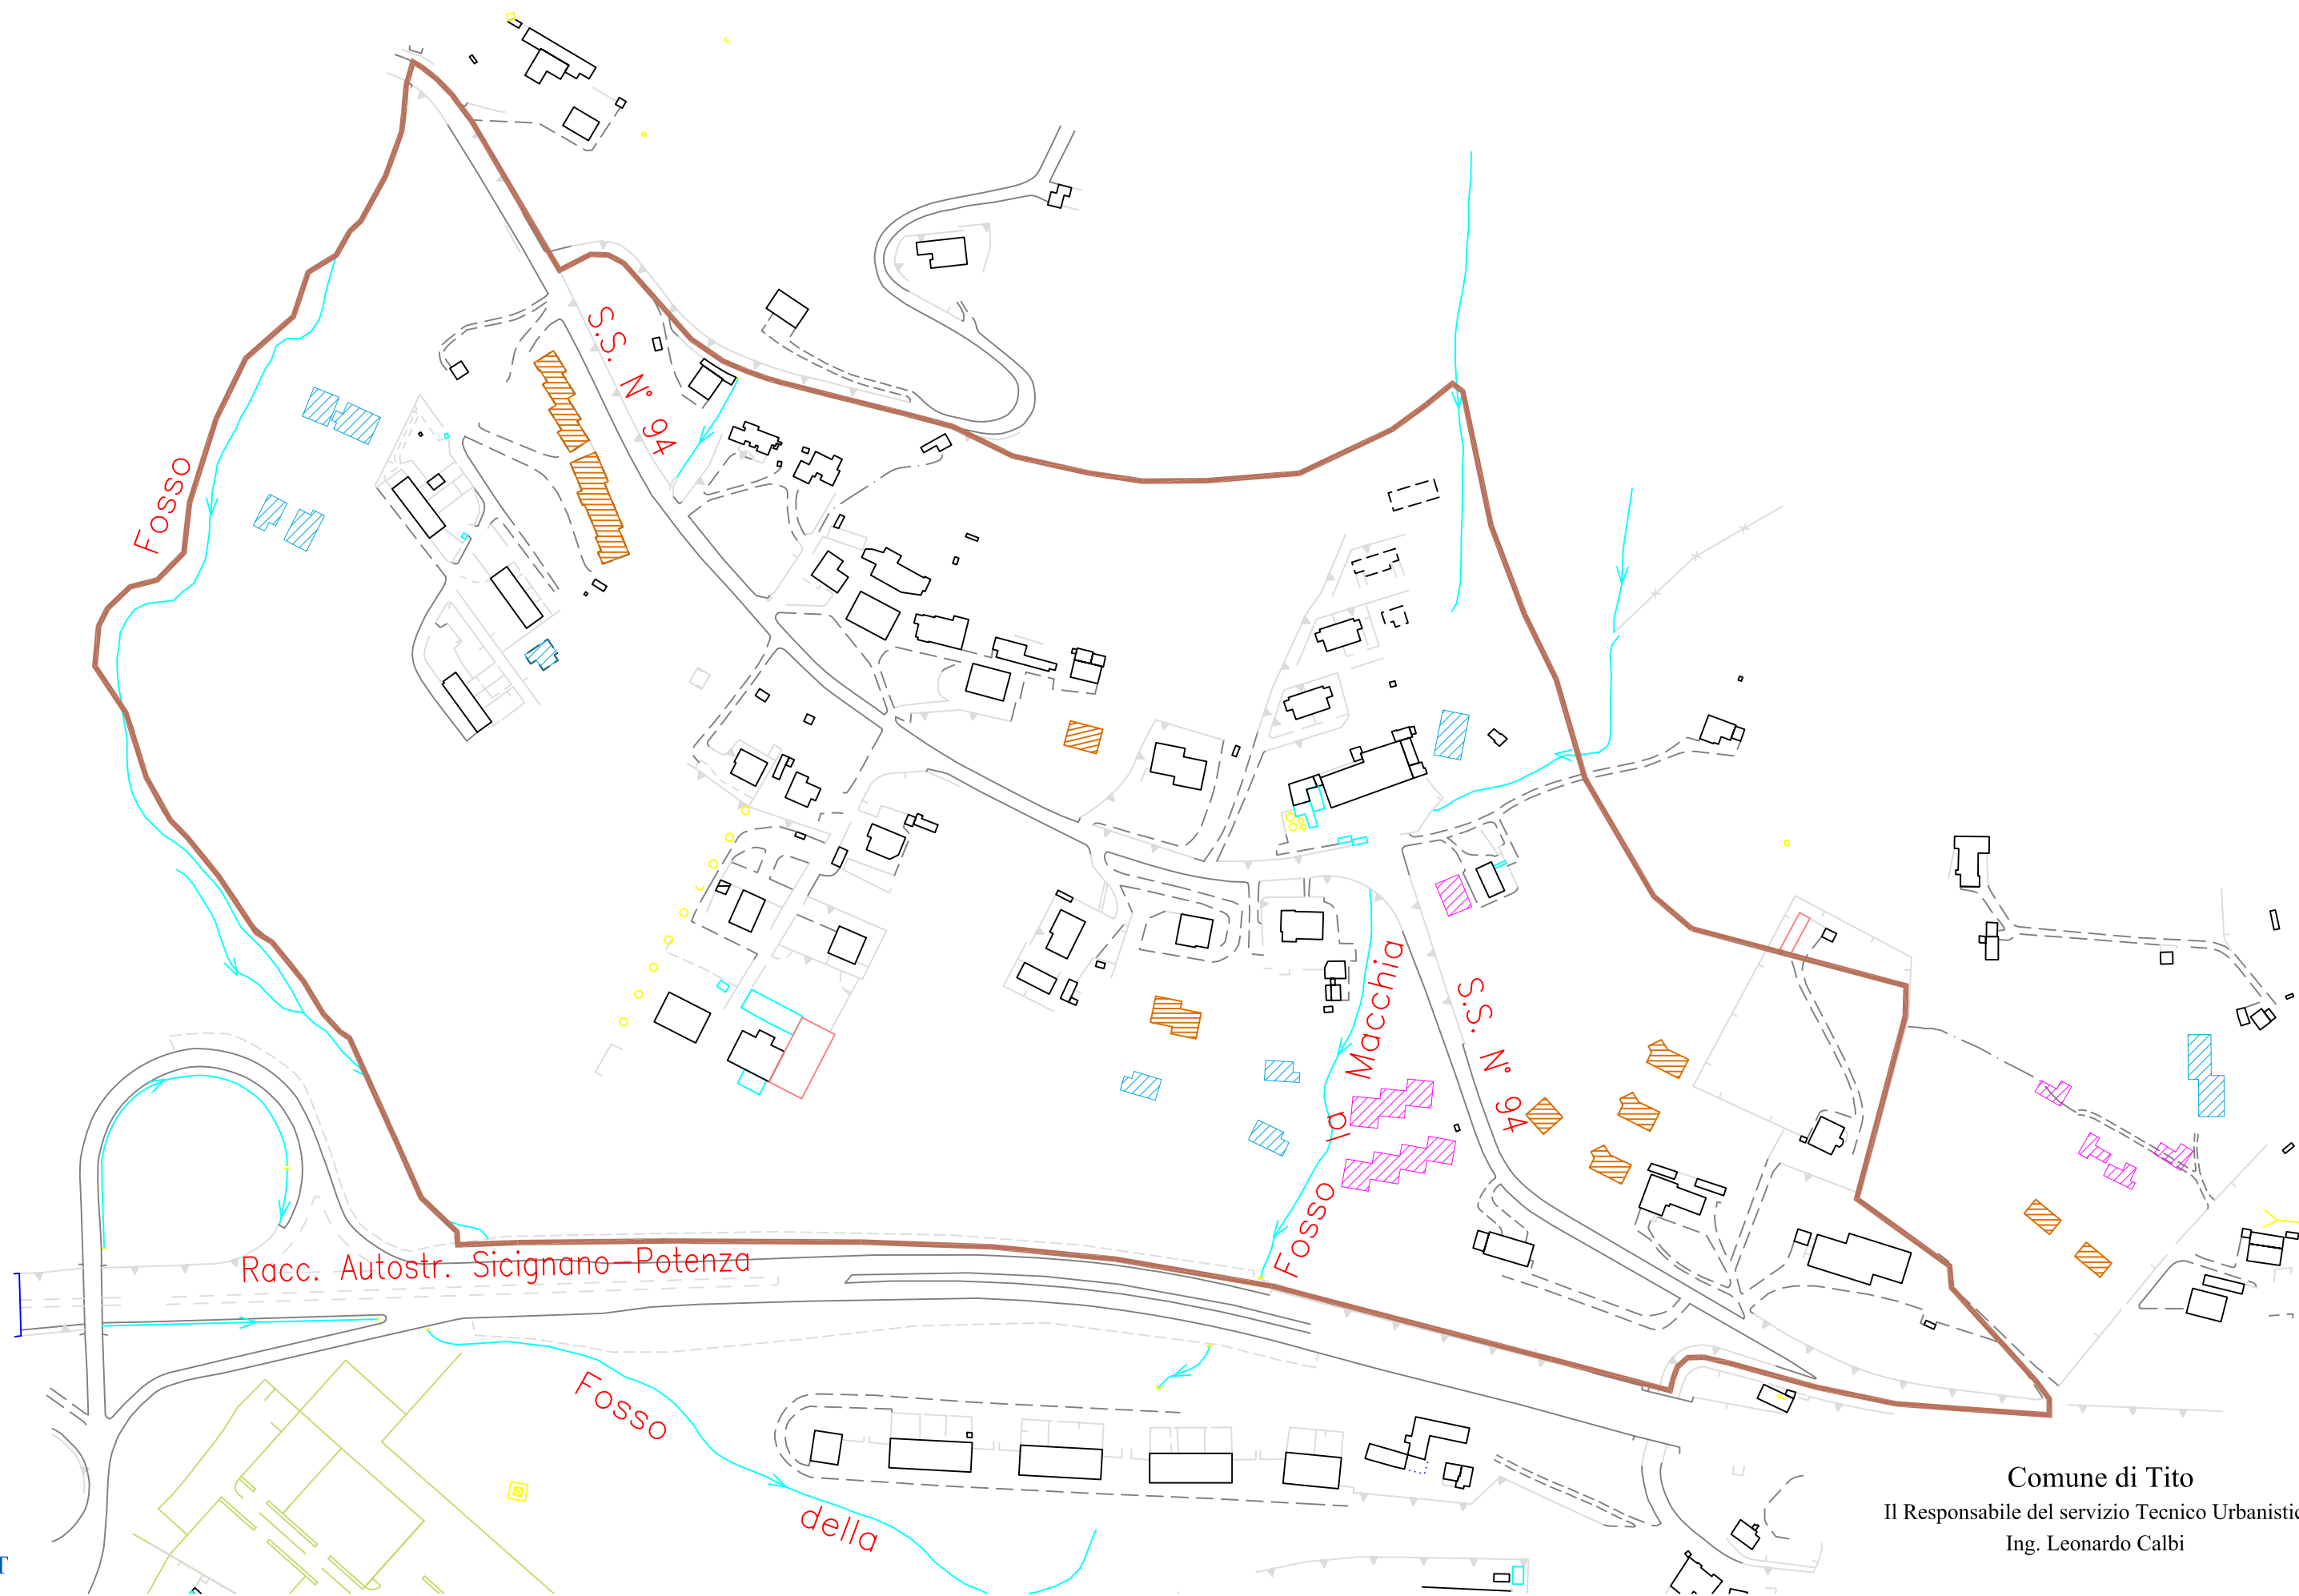 S.S. N° 94
Fosso
Fosso la Macchia
S.S. N° 94
Racc. Autostr. Sicignano-Potenza
Fosso
della
Comune di Tito
Il Responsabile del servizio Tecnico
Ing. Leonardo Calbi
T